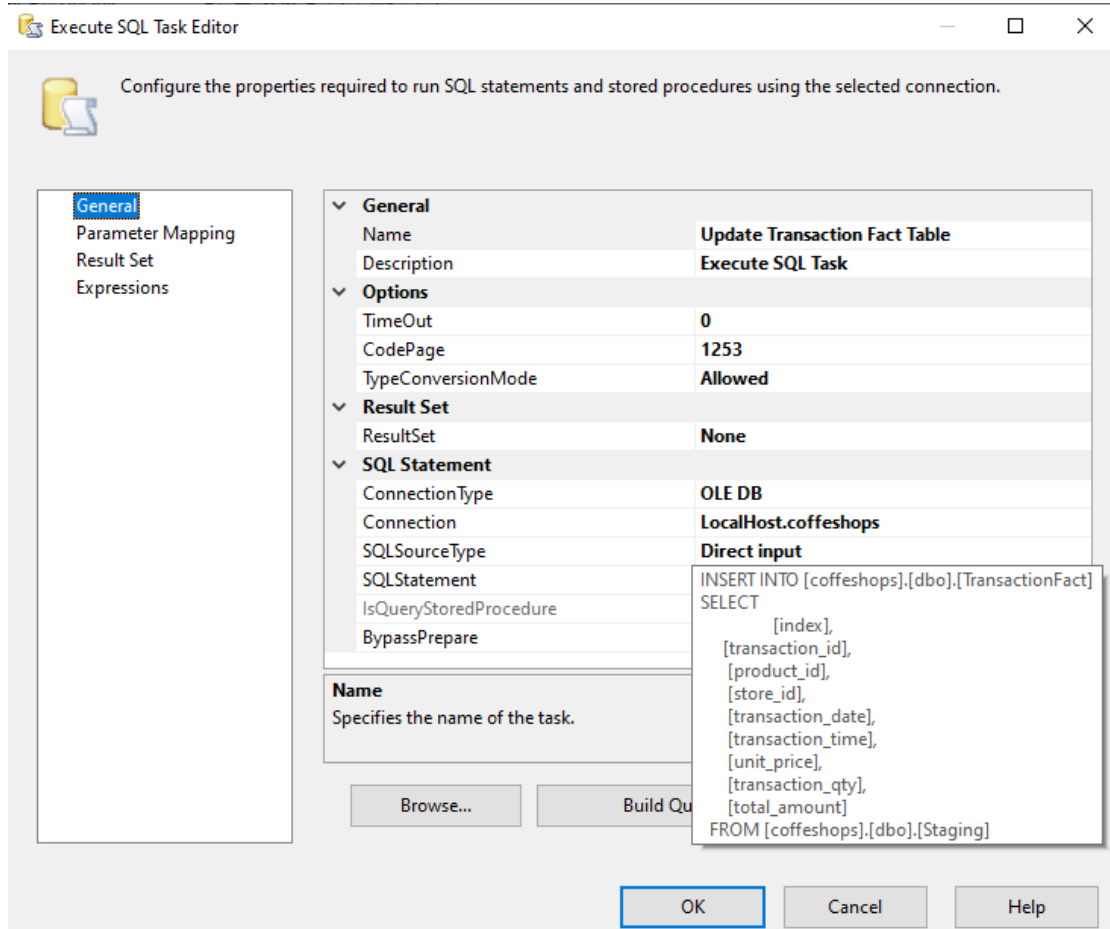 Execute SQL Task Editor
Configure the properties required to run SQL statements and stored procedures using the selected connection.
General
Parameter Mapping
Result Set
Expressions
General
Name Update Transaction Fact Table
Description Execute SQL Task
Options
TimeOut 0
CodePage 1253
TypeConversionMode Allowed
Result Set
ResultSet None
SQL Statement
ConnectionType OLE DB
Connection LocalHost.coffeshops
SQLSourceType Direct input
SQLStatement
IsQueryStoredProcedure
BypassPrepare
INSERT INTO [coffeshops].[dbo].[TransactionFact]
SELECT
[index],
[transaction_id],
[product_id],
[store_id],
[transaction_date],
[transaction_time],
[unit_price],
[transaction_qty],
[total_amount]
FROM [coffeshops].[dbo].[Staging]
Name
Specifies the name of the task.
Browse...
Build Qu
OK
Cancel
Help